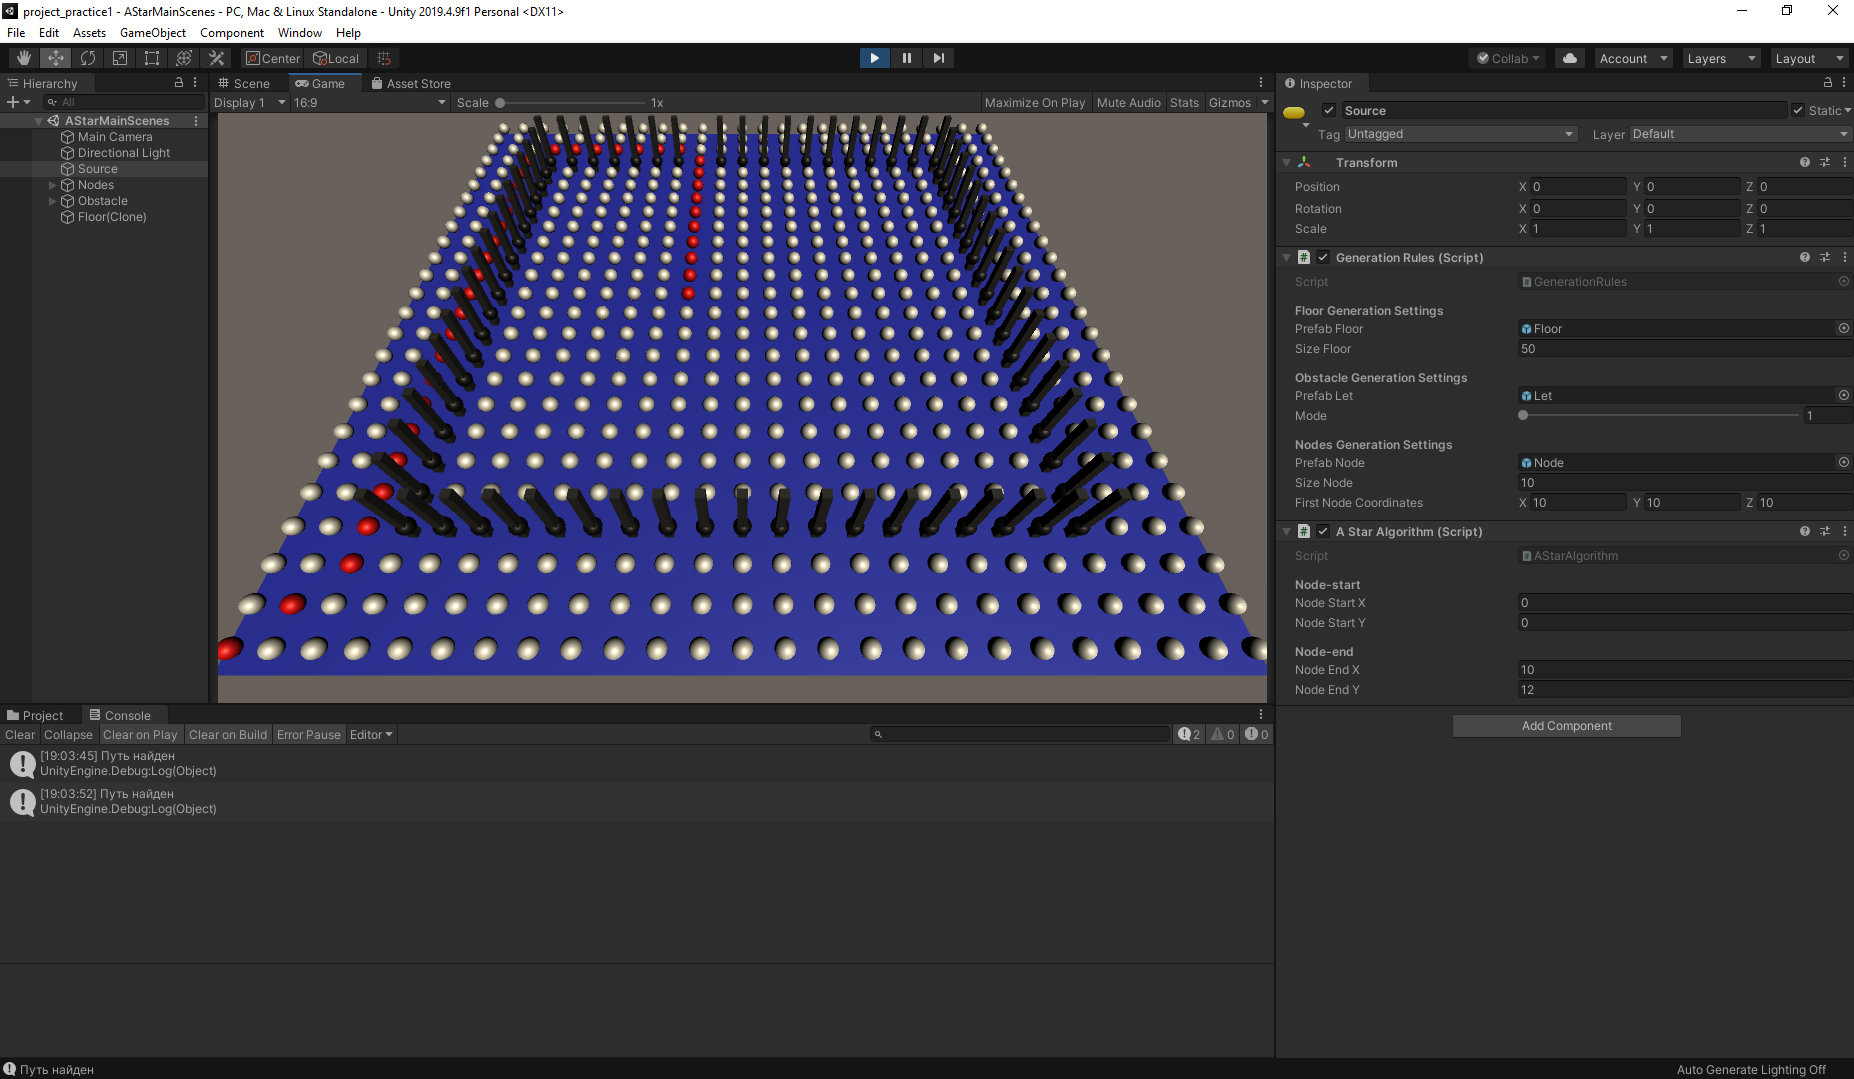 project_practice1 - AStarMainScenes - PC, Mac & Linux Standalone - Unity 2019.4.9f1 Personal <DX11>
File Edit Assets GameObject Component Window Help
Center Local Collab Account Layers Layout
Hierarchy
All
AStarMainScenes
Main Camera
Directional Light
Source
Nodes
Obstacle
Floor(Clone)
Scene Game Asset Store
Display 1 16:9 Scale 1x Maximize On Play Mute Audio Stats Gizmos
Project Console
Clear Collapse Clear on Play Clear on Build Error Pause Editor 2 0 0
[19:03:45] Путь найден
UnityEngine.Debug:Log(Object)
[19:03:52] Путь найден
UnityEngine.Debug:Log(Object)
Inspector
Source Static
Tag Untagged Layer Default
Transform
Position X 0 Y 0 Z 0
Rotation X 0 Y 0 Z 0
Scale X 1 Y 1 Z 1
# Generation Rules (Script)
Script GenerationRules
Floor Generation Settings
Prefab Floor Floor
Size Floor 50
Obstacle Generation Settings
Prefab Let Let
Mode 1
Nodes Generation Settings
Prefab Node Node
Size Node 10
First Node Coordinates X 10 Y 10 Z 10
# A Star Algorithm (Script)
Script AStarAlgorithm
Node-start
Node Start X 0
Node Start Y 0
Node-end
Node End X 10
Node End Y 12
Add Component
Путь найден
Auto Generate Lighting Off